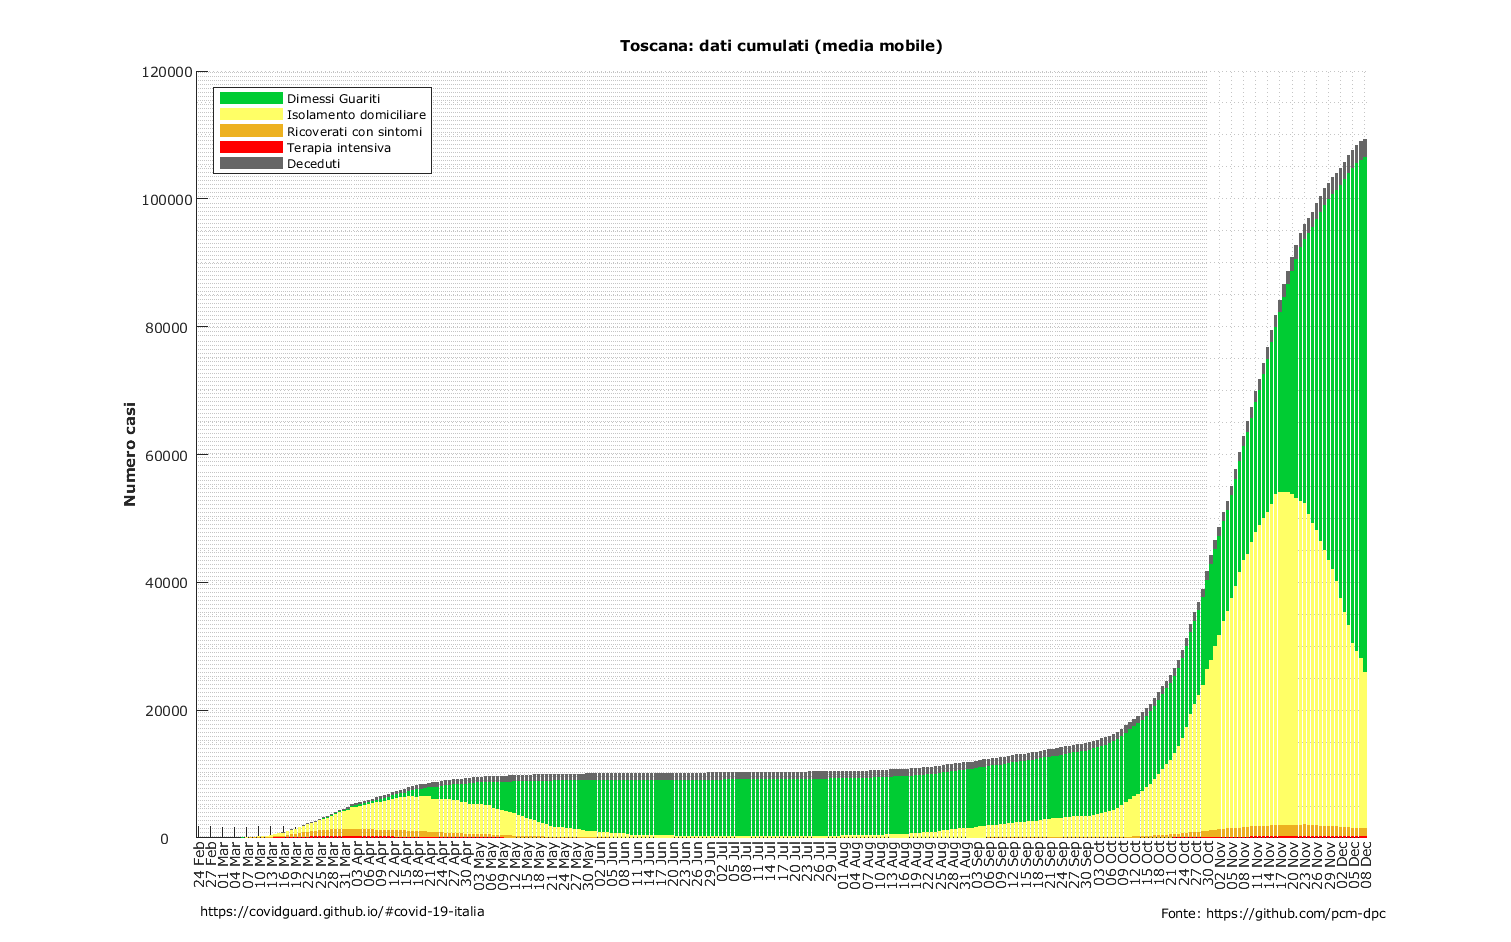 Toscana: dati cumulati (media mobile)
120000
100000
80000
60000
40000
20000
0
Numero casi
Dimessi Guariti
Isolamento domiciliare
Ricoverati con sintomi
Terapia intensiva
Deceduti
24 Feb
27 Feb
01 Mar
04 Mar
07 Mar
10 Mar
13 Mar
16 Mar
19 Mar
22 Mar
25 Mar
28 Mar
31 Mar
03 Apr
06 Apr
09 Apr
12 Apr
15 Apr
18 Apr
21 Apr
24 Apr
27 Apr
30 Apr
03 May
06 May
09 May
12 May
15 May
18 May
21 May
24 May
27 May
30 May
02 Jun
05 Jun
08 Jun
11 Jun
14 Jun
17 Jun
20 Jun
23 Jun
26 Jun
29 Jun
02 Jul
05 Jul
08 Jul
11 Jul
14 Jul
17 Jul
20 Jul
23 Jul
26 Jul
29 Jul
01 Aug
04 Aug
07 Aug
10 Aug
13 Aug
16 Aug
19 Aug
22 Aug
25 Aug
28 Aug
31 Aug
03 Sep
06 Sep
09 Sep
12 Sep
15 Sep
18 Sep
21 Sep
24 Sep
27 Sep
30 Sep
03 Oct
06 Oct
09 Oct
12 Oct
15 Oct
18 Oct
21 Oct
24 Oct
27 Oct
30 Oct
02 Nov
05 Nov
08 Nov
11 Nov
14 Nov
17 Nov
20 Nov
23 Nov
26 Nov
29 Nov
02 Dec
05 Dec
08 Dec
https://covidguard.github.io/#covid-19-italia
Fonte: https://github.com/pcm-dpc